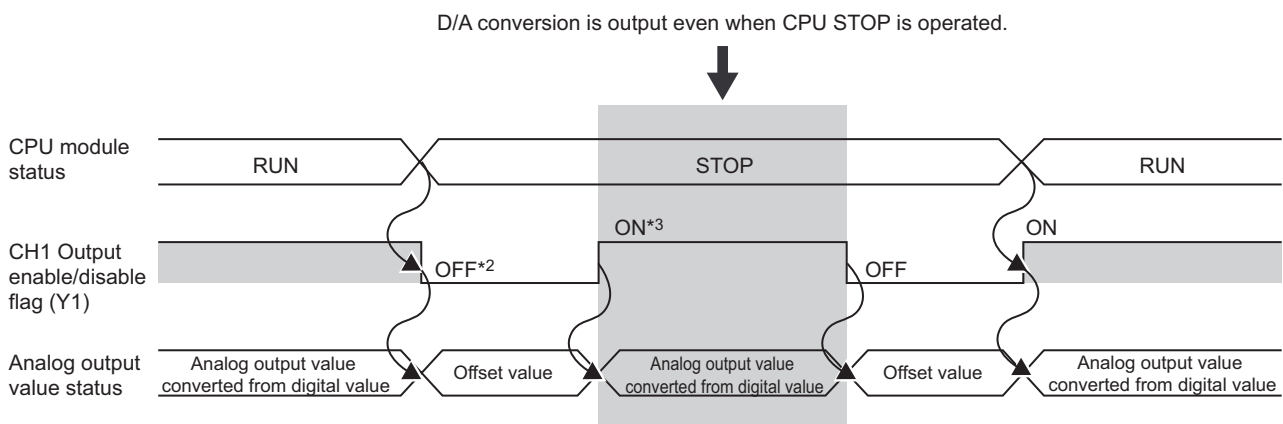 D/A conversion is output even when CPU STOP is operated.
CPU module
status
RUN
STOP
RUN
CH1 Output
enable/disable
flag (Y1)
OFF*2
ON*3
OFF
ON
Analog output
value status
Analog output value
converted from digital value
Offset value
Analog output value
converted from digital value
Offset value
Analog output value
converted from digital value